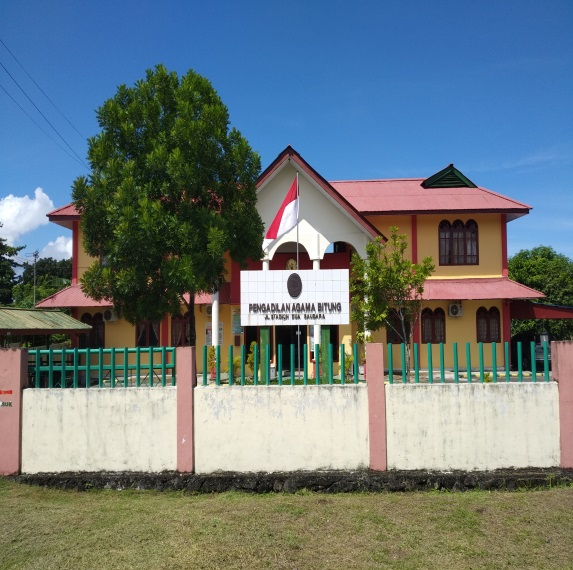 PENGADILAN AGAMA BITUNG
JL. STADION DUA SAUDARA